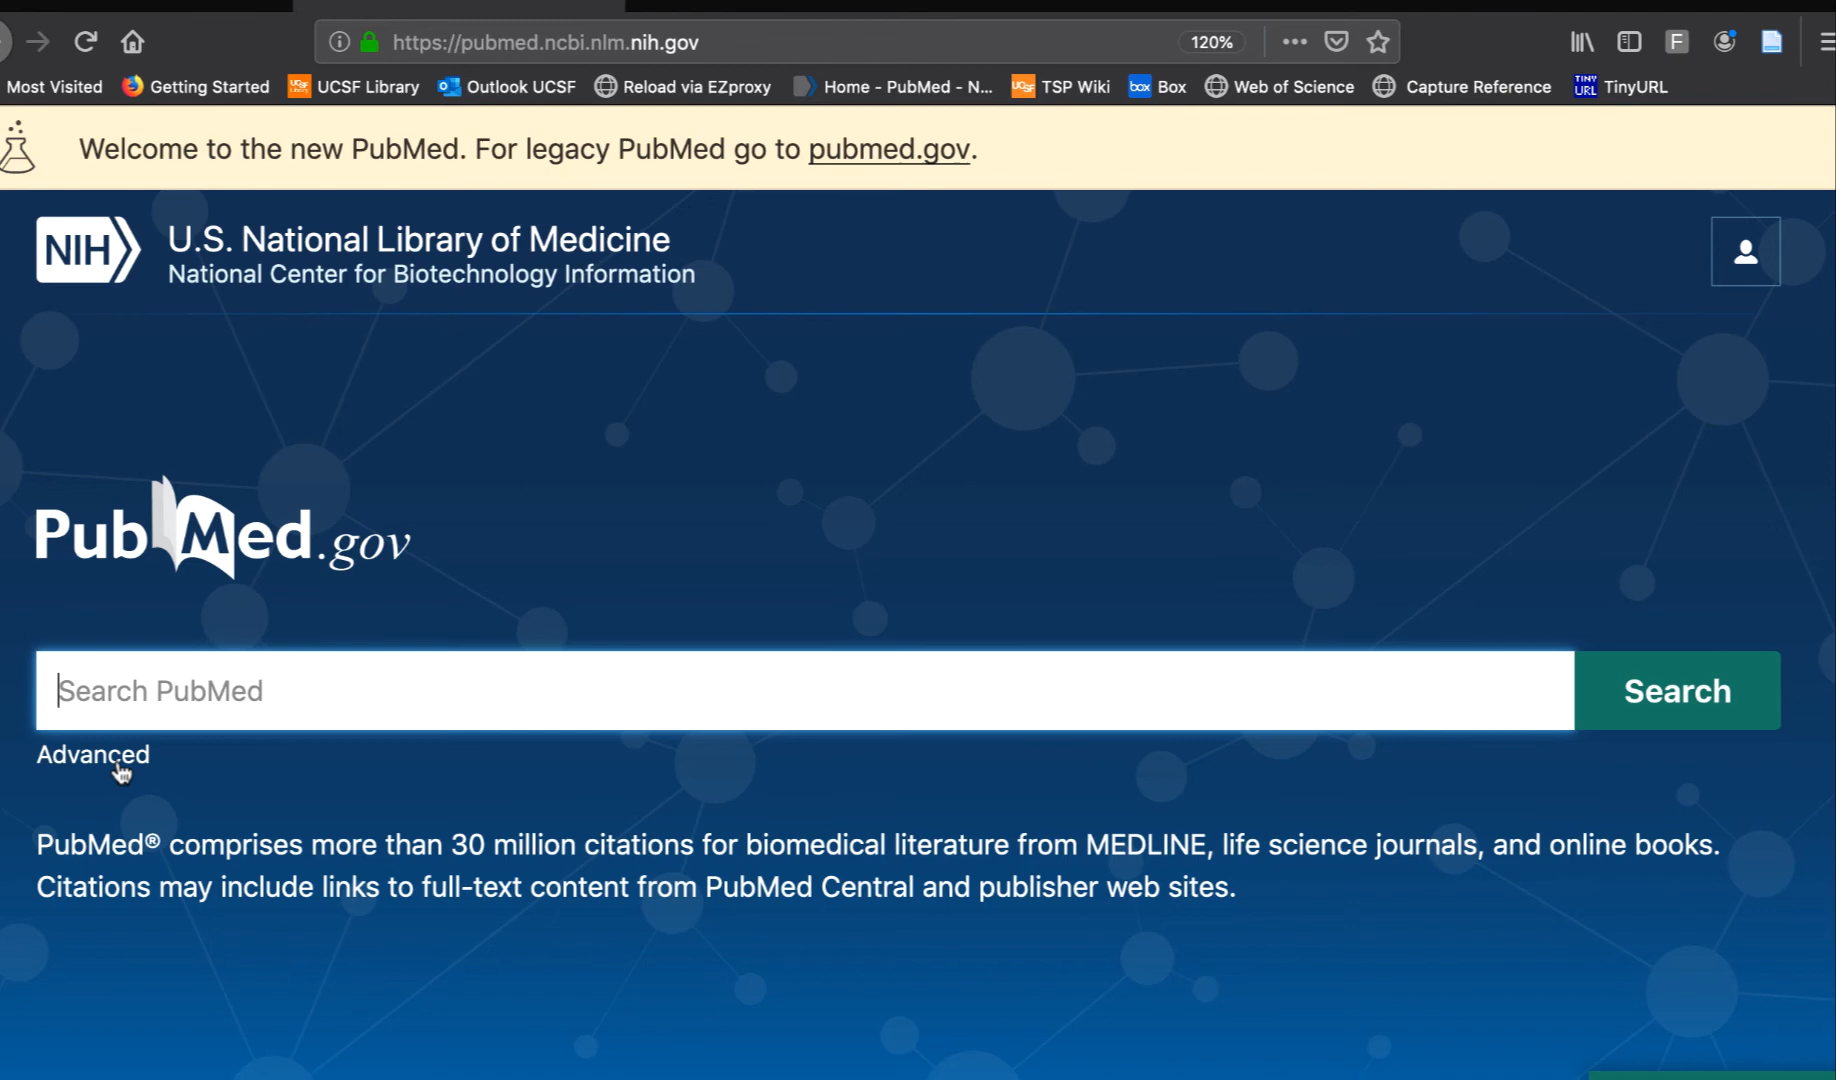 https://pubmed.ncbi.nlm.nih.gov
120%
F
Most Visited
Getting Started
UCSF Library
Outlook UCSF
Reload via EZproxy
Home - PubMed - N...
UCSF TSP Wiki
box Box
Web of Science
Capture Reference
TINY URL TinyURL
Welcome to the new PubMed. For legacy PubMed go to pubmed.gov.
NIH
U.S. National Library of Medicine
National Center for Biotechnology Information
PubMed.gov
Search PubMed
Search
Advanced
PubMed® comprises more than 30 million citations for biomedical literature from MEDLINE, life science journals, and online books.
Citations may include links to full-text content from PubMed Central and publisher web sites.